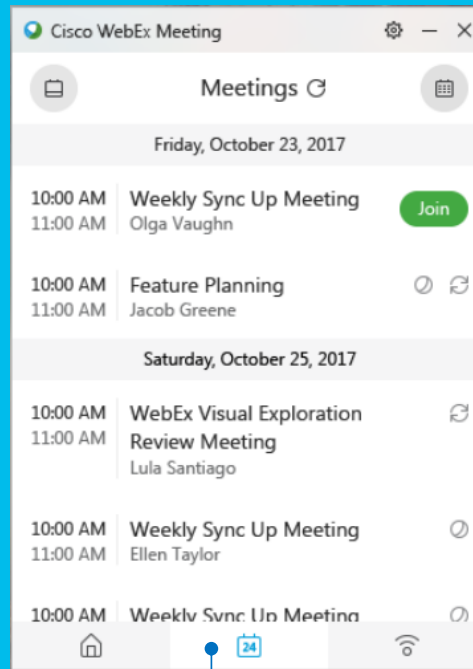 Cisco WebEx Meeting
Meetings
Friday, October 23, 2017
10:00 AM Weekly Sync Up Meeting
11:00 AM Olga Vaughn
Join
10:00 AM Feature Planning
11:00 AM Jacob Greene
Saturday, October 25, 2017
10:00 AM WebEx Visual Exploration
11:00 AM Review Meeting
Lula Santiago
10:00 AM Weekly Sync Up Meeting
11:00 AM Ellen Taylor
10:00 AM Weekly Sync Up Meeting
24